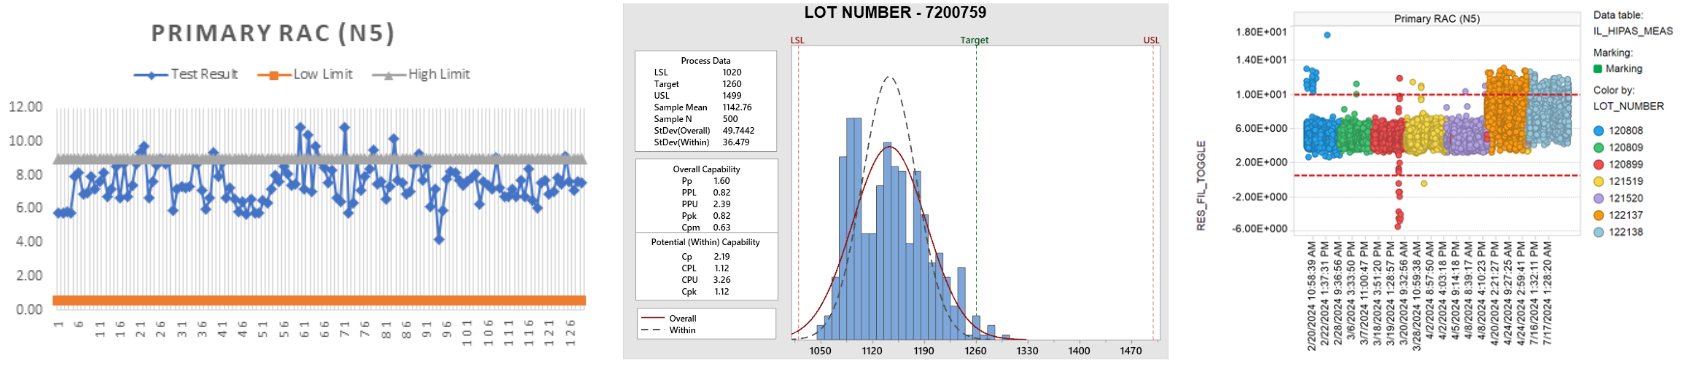 PRIMARY RAC (N5)
Test Result Low Limit High Limit
12.00
10.00
8.00
6.00
4.00
2.00
0.00
1 6 11 16 21 26 31 36 41 46 51 56 61 66 71 76 81 86 91 96 101 106 111 116 121 126
LOT NUMBER - 7200759
LSL Target USL
Process Data
LSL 1020
Target 1260
USL 1499
Sample Mean 1142.76
Sample N 500
StDev(Overall) 49.7442
StDev(Within) 36.479
Overall Capability
Pp 1.60
PPL 0.82
PPU 2.39
Ppk 0.82
Cpm 0.63
Potential (Within) Capability
Cp 2.19
CPL 1.12
CPU 3.26
Cpk 1.12
Overall
Within
1050 1120 1190 1260 1330 1400 1470
Primary RAC (N5)
RES_FIL_TOGGLE
1.80E+001
1.40E+001
1.00E+001
6.00E+000
2.00E+000
-2.00E+000
-6.00E+000
2/20/2024 10:58:39 AM
2/22/2024 1:37:31 PM
2/28/2024 9:36:56 AM
3/6/2024 3:33:50 PM
3/7/2024 11:00:47 PM
3/18/2024 3:51:20 PM
3/19/2024 1:28:57 PM
3/20/2024 9:32:56 AM
3/28/2024 10:59:38 AM
4/2/2024 8:57:50 AM
4/2/2024 4:03:18 PM
4/5/2024 9:14:18 PM
4/8/2024 8:39:17 AM
4/8/2024 4:10:23 PM
4/20/2024 2:21:27 PM
4/24/2024 9:27:25 AM
4/24/2024 2:59:41 PM
7/16/2024 1:32:11 PM
7/17/2024 1:28:20 AM
Data table:
IL_HIPAS_MEAS
Marking:
Marking
Color by:
LOT_NUMBER
120808
120809
120899
121519
121520
122137
122138